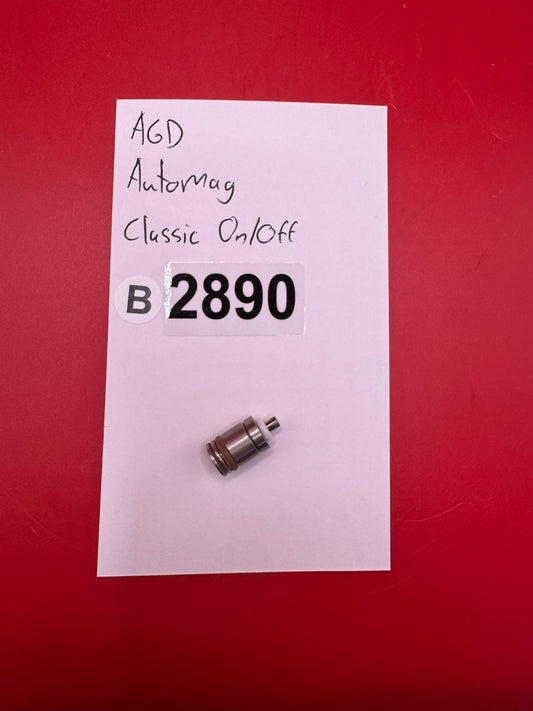 AGD
Automag
Classic On/Off
B 2890